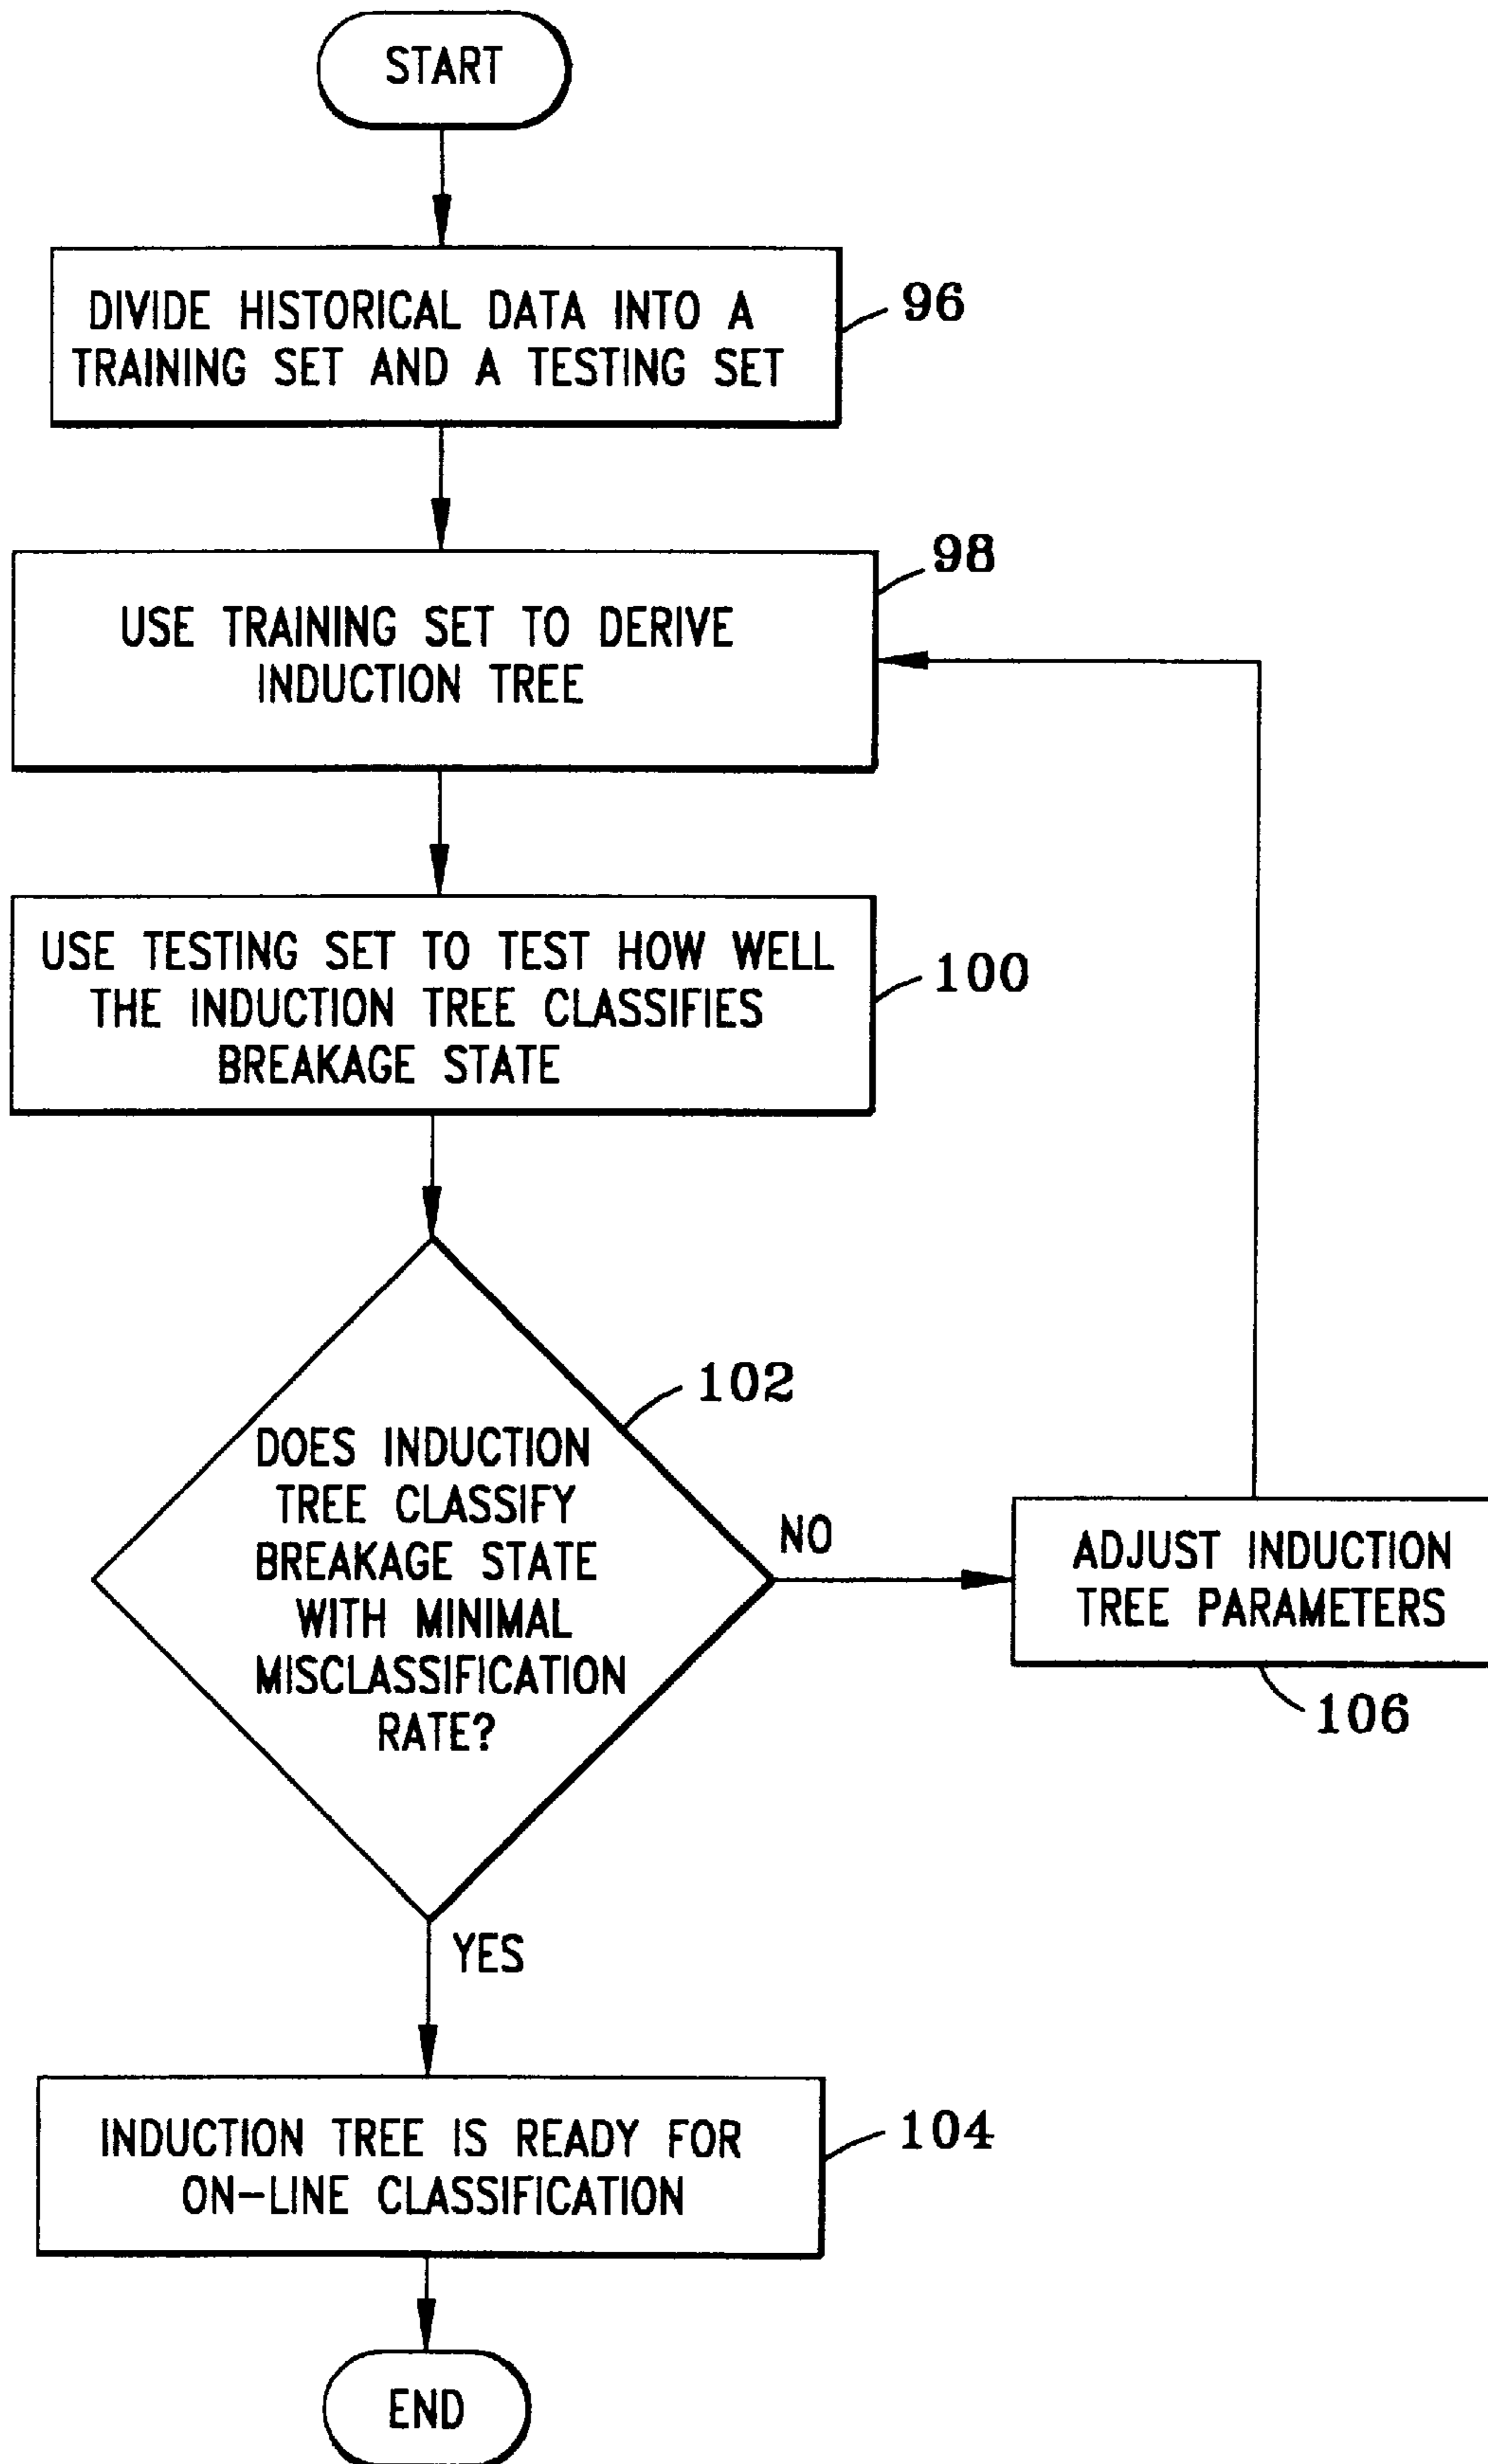 START
DIVIDE HISTORICAL DATA INTO A
TRAINING SET AND A TESTING SET
96
USE TRAINING SET TO DERIVE
INDUCTION TREE
98
USE TESTING SET TO TEST HOW WELL
THE INDUCTION TREE CLASSIFIES
BREAKAGE STATE
100
DOES INDUCTION
TREE CLASSIFY
BREAKAGE STATE
WITH MINIMAL
MISCLASSIFICATION
RATE?
102
NO
ADJUST INDUCTION
TREE PARAMETERS
106
YES
INDUCTION TREE IS READY FOR
ON-LINE CLASSIFICATION
104
END